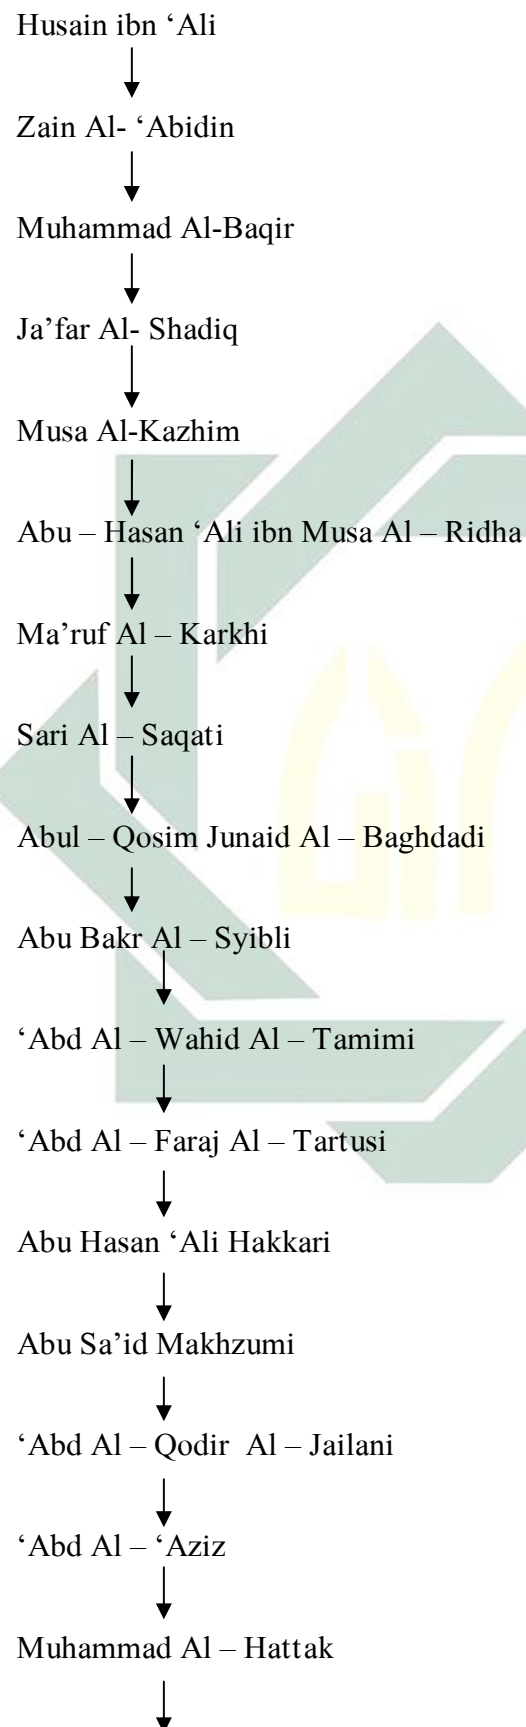 Husain ibn ‘Ali
Zain Al- ‘Abidin
Muhammad Al-Baqir
Ja’far Al- Shadiq
Musa Al-Kazhim
Abu – Hasan ‘Ali ibn Musa Al – Ridha
Ma’ruf Al – Karkhi
Sari Al – Saqati
Abul – Qosim Junaid Al – Baghdadi
Abu Bakr Al – Syibli
‘Abd Al – Wahid Al – Tamimi
‘Abd Al – Faraj Al – Tartusi
Abu Hasan ‘Ali Hakkari
Abu Sa’id Makhzumi
‘Abd Al – Qodir  Al – Jailani
‘Abd Al – ‘Aziz
Muhammad Al – Hattak